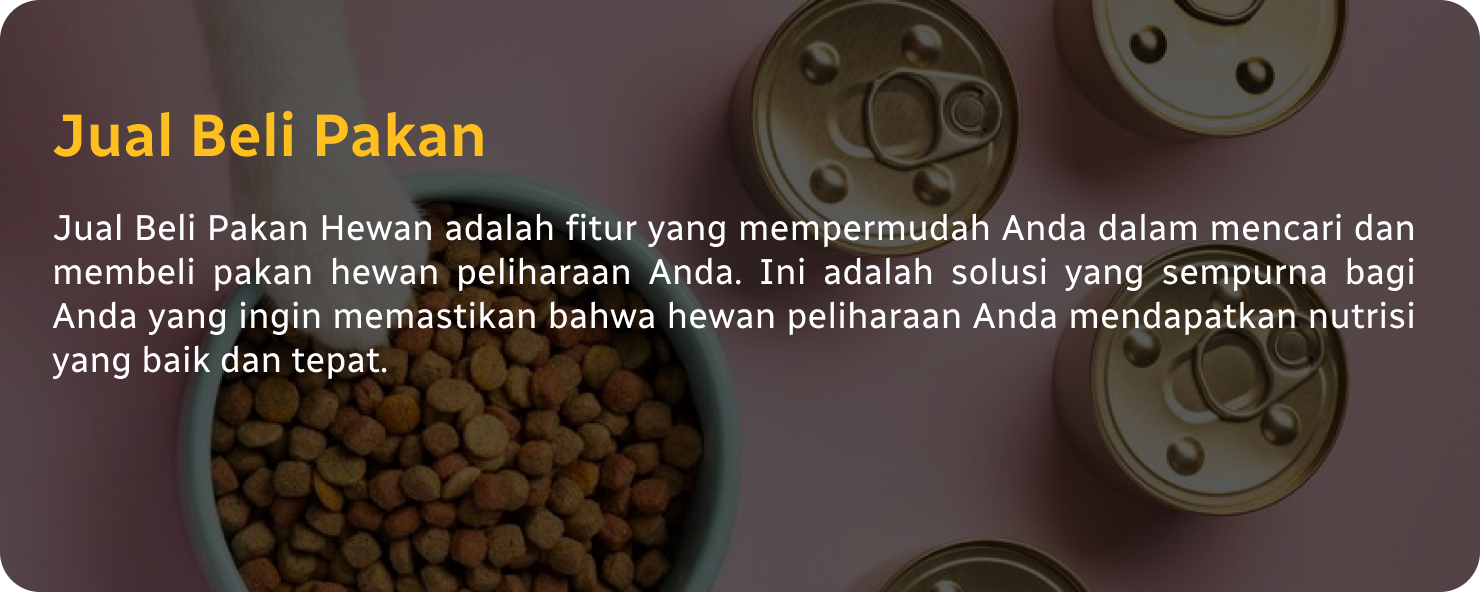 Jual Beli Pakan
Jual Beli Pakan Hewan adalah fitur yang mempermudah Anda dalam mencari dan
membeli pakan hewan peliharaan Anda. Ini adalah solusi yang sempurna bagi
Anda yang ingin memastikan bahwa hewan peliharaan Anda mendapatkan nutrisi
yang baik dan tepat.